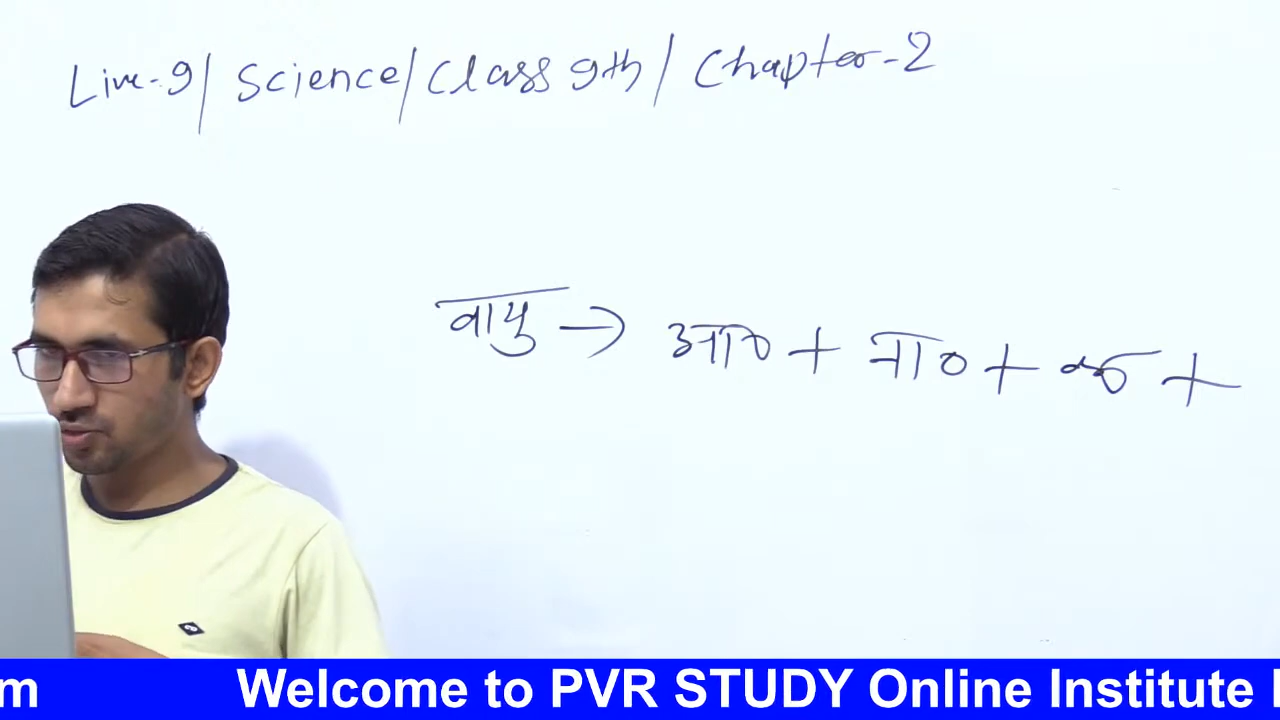 Live-9/ Science/ Class 9th/ Chapter-2
वायु → आ० + ना० + क० +
m Welcome to PVR STUDY Online Institute